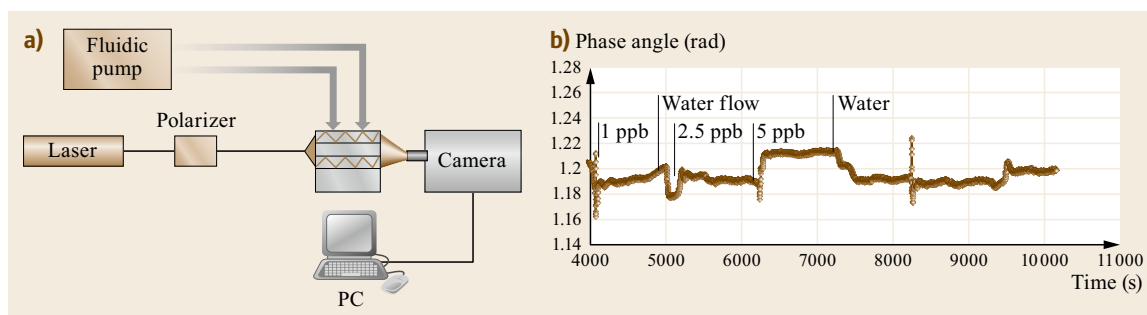 a)
Fluidic
pump
Polarizer
Laser
Camera
PC
b) Phase angle (rad)
1.28
1.26
1.24
1.22
1.2
1.18
1.16
1.14
Water flow
Water
1 ppb
2.5 ppb
5 ppb
4000 5000 6000 7000 8000 9000 10000 11000
Time (s)